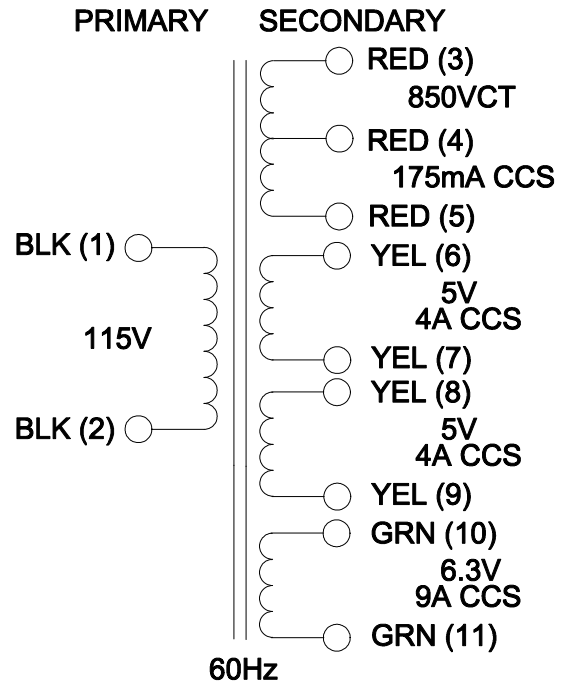 PRIMARY
SECONDARY
RED (3)
850VCT
RED (4)
175mA CCS
RED (5)
BLK (1)
115V
BLK (2)
YEL (6)
5V
4A CCS
YEL (7)
YEL (8)
5V
4A CCS
YEL (9)
GRN (10)
6.3V
9A CCS
GRN (11)
60Hz